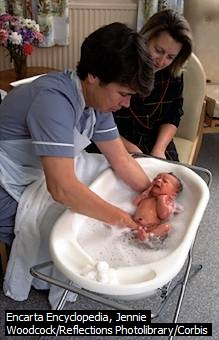 Encarta Encyclopedia, Jennie
Woodcock/Reflections Photolibrary/Corbis